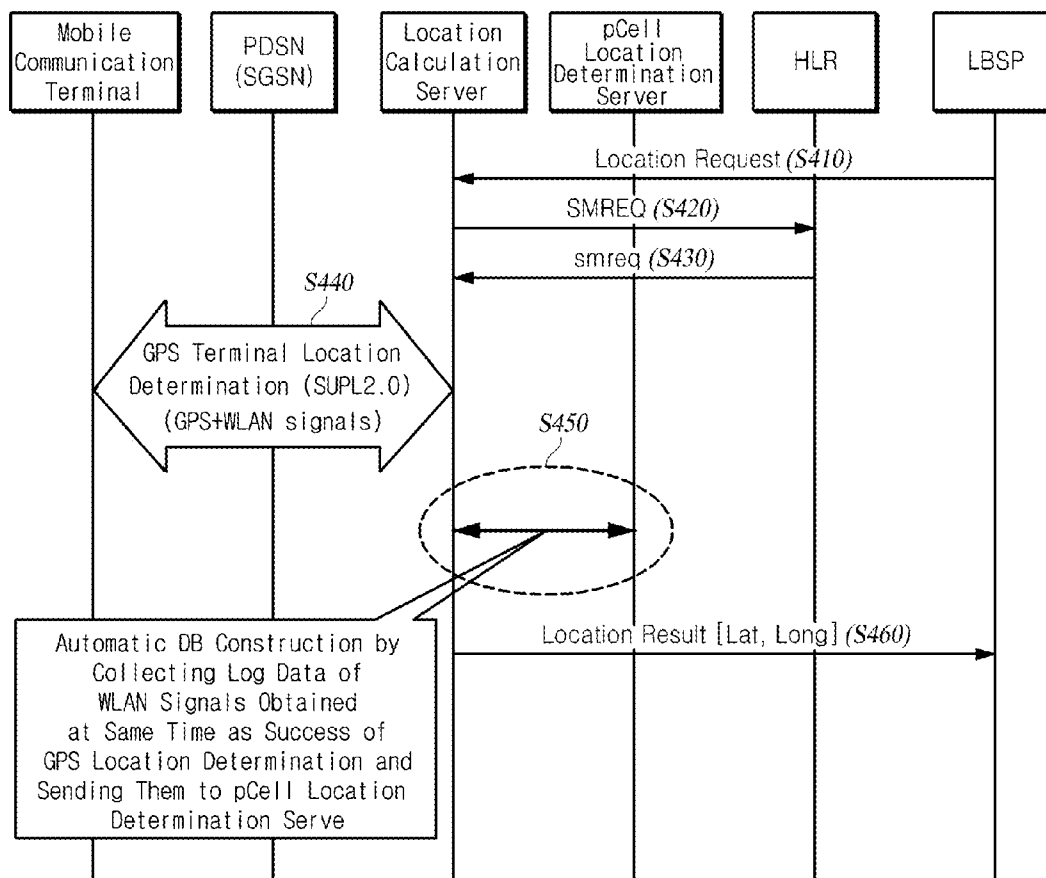 Mobile
Communication
Terminal
PDSN
(SGSN)
Location
Calculation
Server
pCell
Location
Determination
Server
HLR
LBSP
Location Request (S410)
SMREQ (S420)
smreq (S430)
S440
GPS Terminal Location
Determination (SUPL2.0)
(GPS+WLAN signals)
S450
Automatic DB Construction by
Collecting Log Data of
WLAN Signals Obtained
at Same Time as Success of
GPS Location Determination and
Sending Them to pCell Location
Determination Serve
Location Result [Lat, Long] (S460)